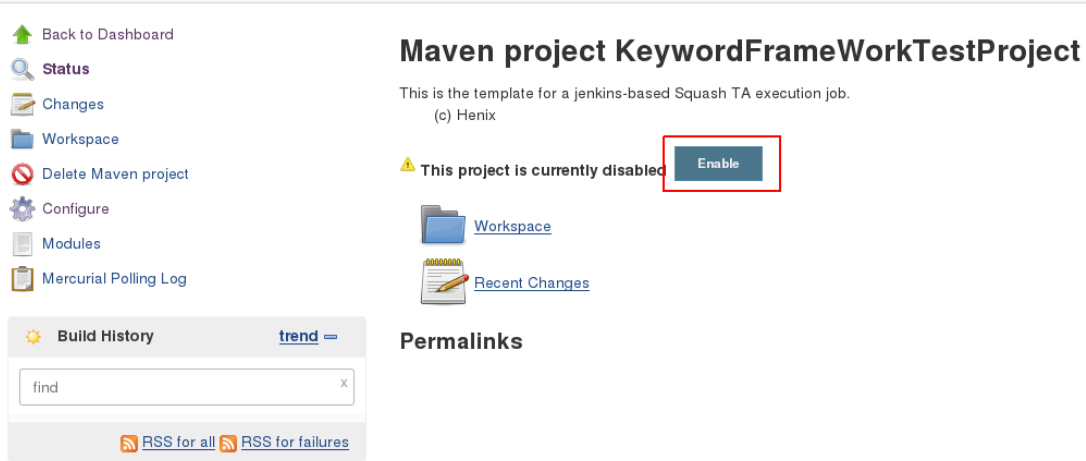 Back to Dashboard
Status
Changes
Workspace
Delete Maven project
Configure
Modules
Mercurial Polling Log
Build History trend
find x
RSS for all RSS for failures
Maven project KeywordFrameWorkTestProject
This is the template for a jenkins-based Squash TA execution job.
(c) Henix
This project is currently disabled Enable
Workspace
Recent Changes
Permalinks